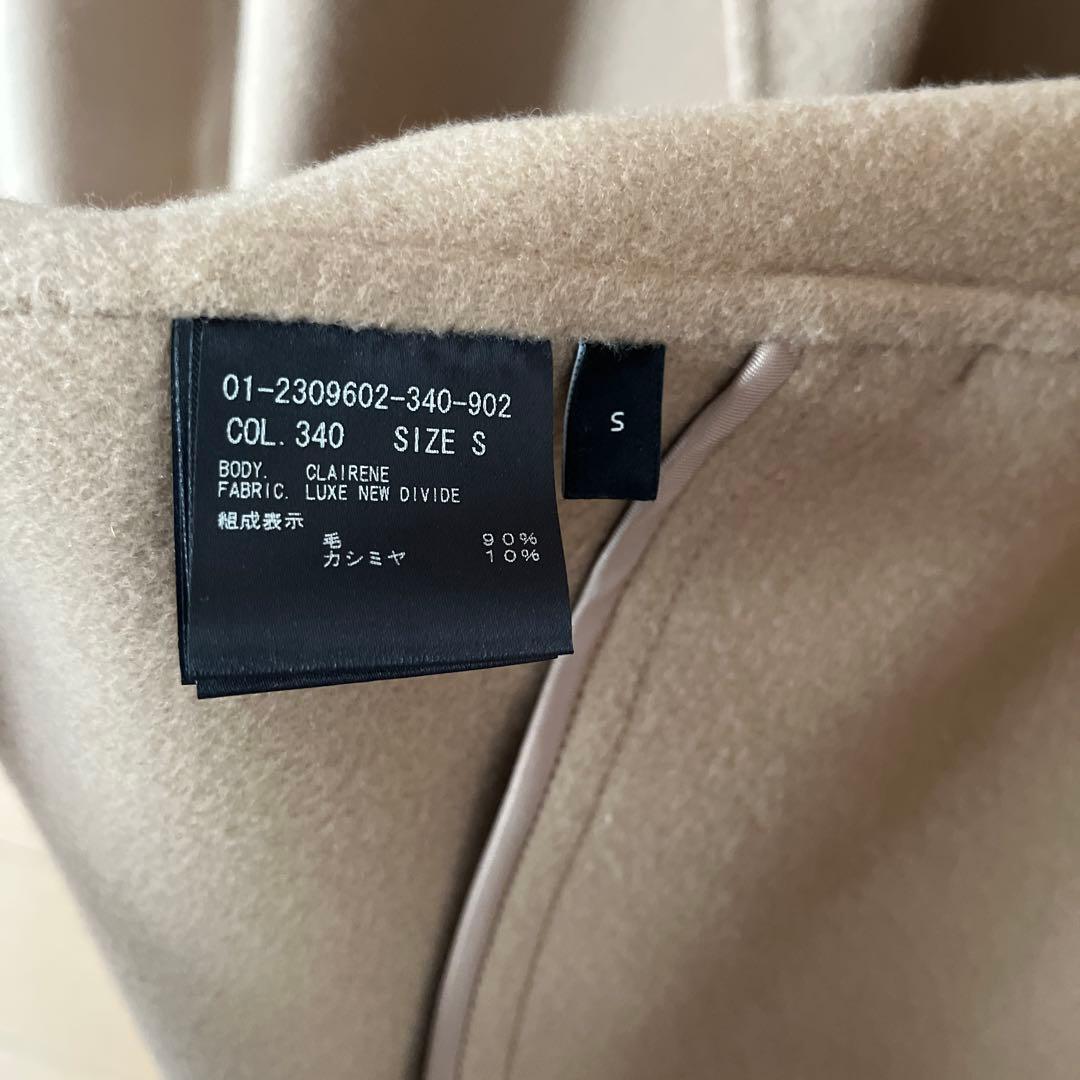 01-2309602-340-902
COL. 340 SIZE S
BODY. CLAIRENE
FABRIC. LUXE NEW DIVIDE
組成表示
毛 90%
カシミヤ 10%
S